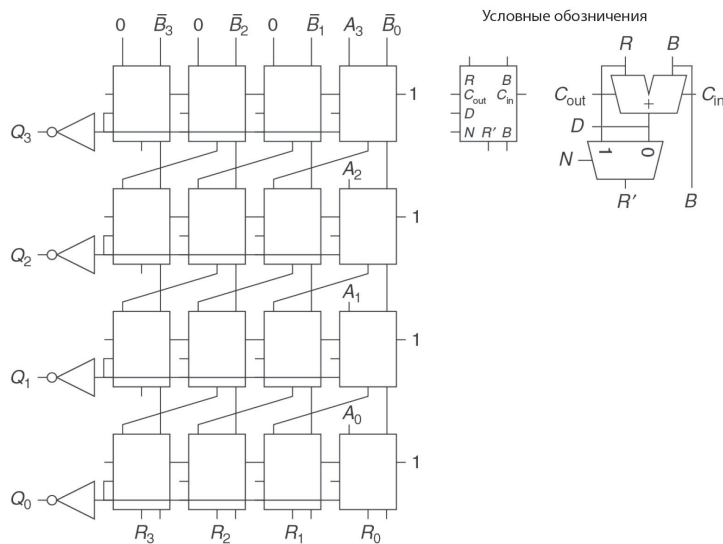 Условные обозничения
0 B̅₃ 0 B̅₂ 0 B̅₁ A₃ B̅₀
1
Q₃
A₂
1
Q₂
A₁
1
Q₁
A₀
1
Q₀
R₃ R₂ R₁ R₀
R B
Cout Cin
D
N R′ B
R B
Cout Cin
+
D
1 0
N
R′ B